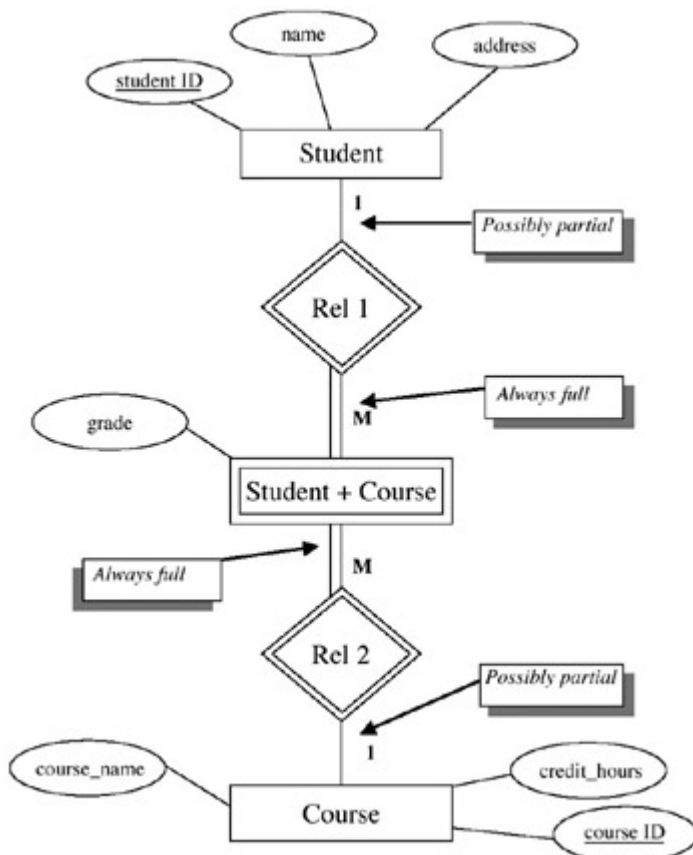 name
address
student ID
Student
1
Possibly partial
Rel 1
Always full
M
grade
Student + Course
Always full
M
Rel 2
Possibly partial
1
course_name
credit_hours
Course
course ID